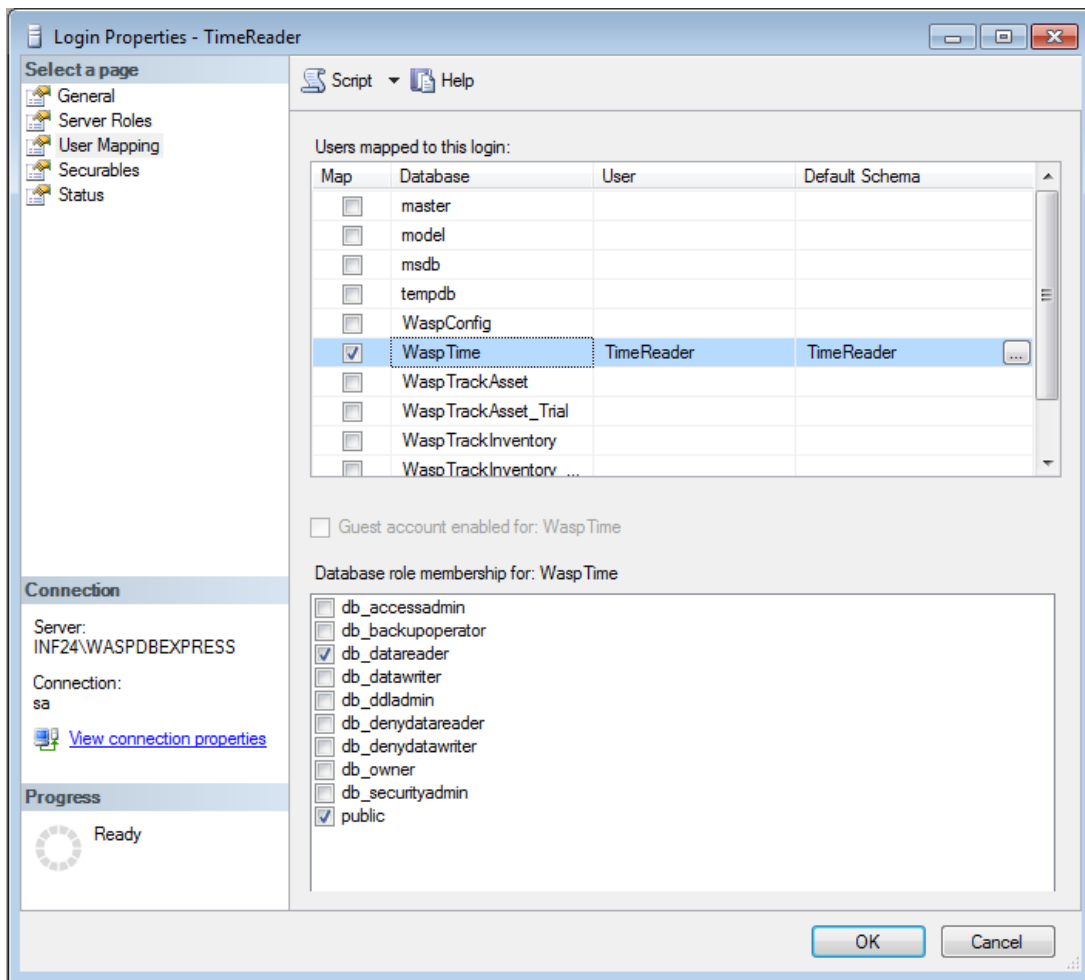 Login Properties - TimeReader
Select a page
General
Server Roles
User Mapping
Securables
Status
Script Help
Users mapped to this login:
Map Database User Default Schema
master
model
msdb
tempdb
WaspConfig
WaspTime TimeReader TimeReader ...
WaspTrackAsset
WaspTrackAsset_Trial
WaspTrackInventory
WaspTrackInventory_...
Guest account enabled for: WaspTime
Database role membership for: WaspTime
db_accessadmin
db_backupoperator
db_datareader
db_datawriter
db_ddladmin
db_denydatareader
db_denydatawriter
db_owner
db_securityadmin
public
Connection
Server:
INF24\WASPDBEXPRESS
Connection:
sa
View connection properties
Progress
Ready
OK Cancel